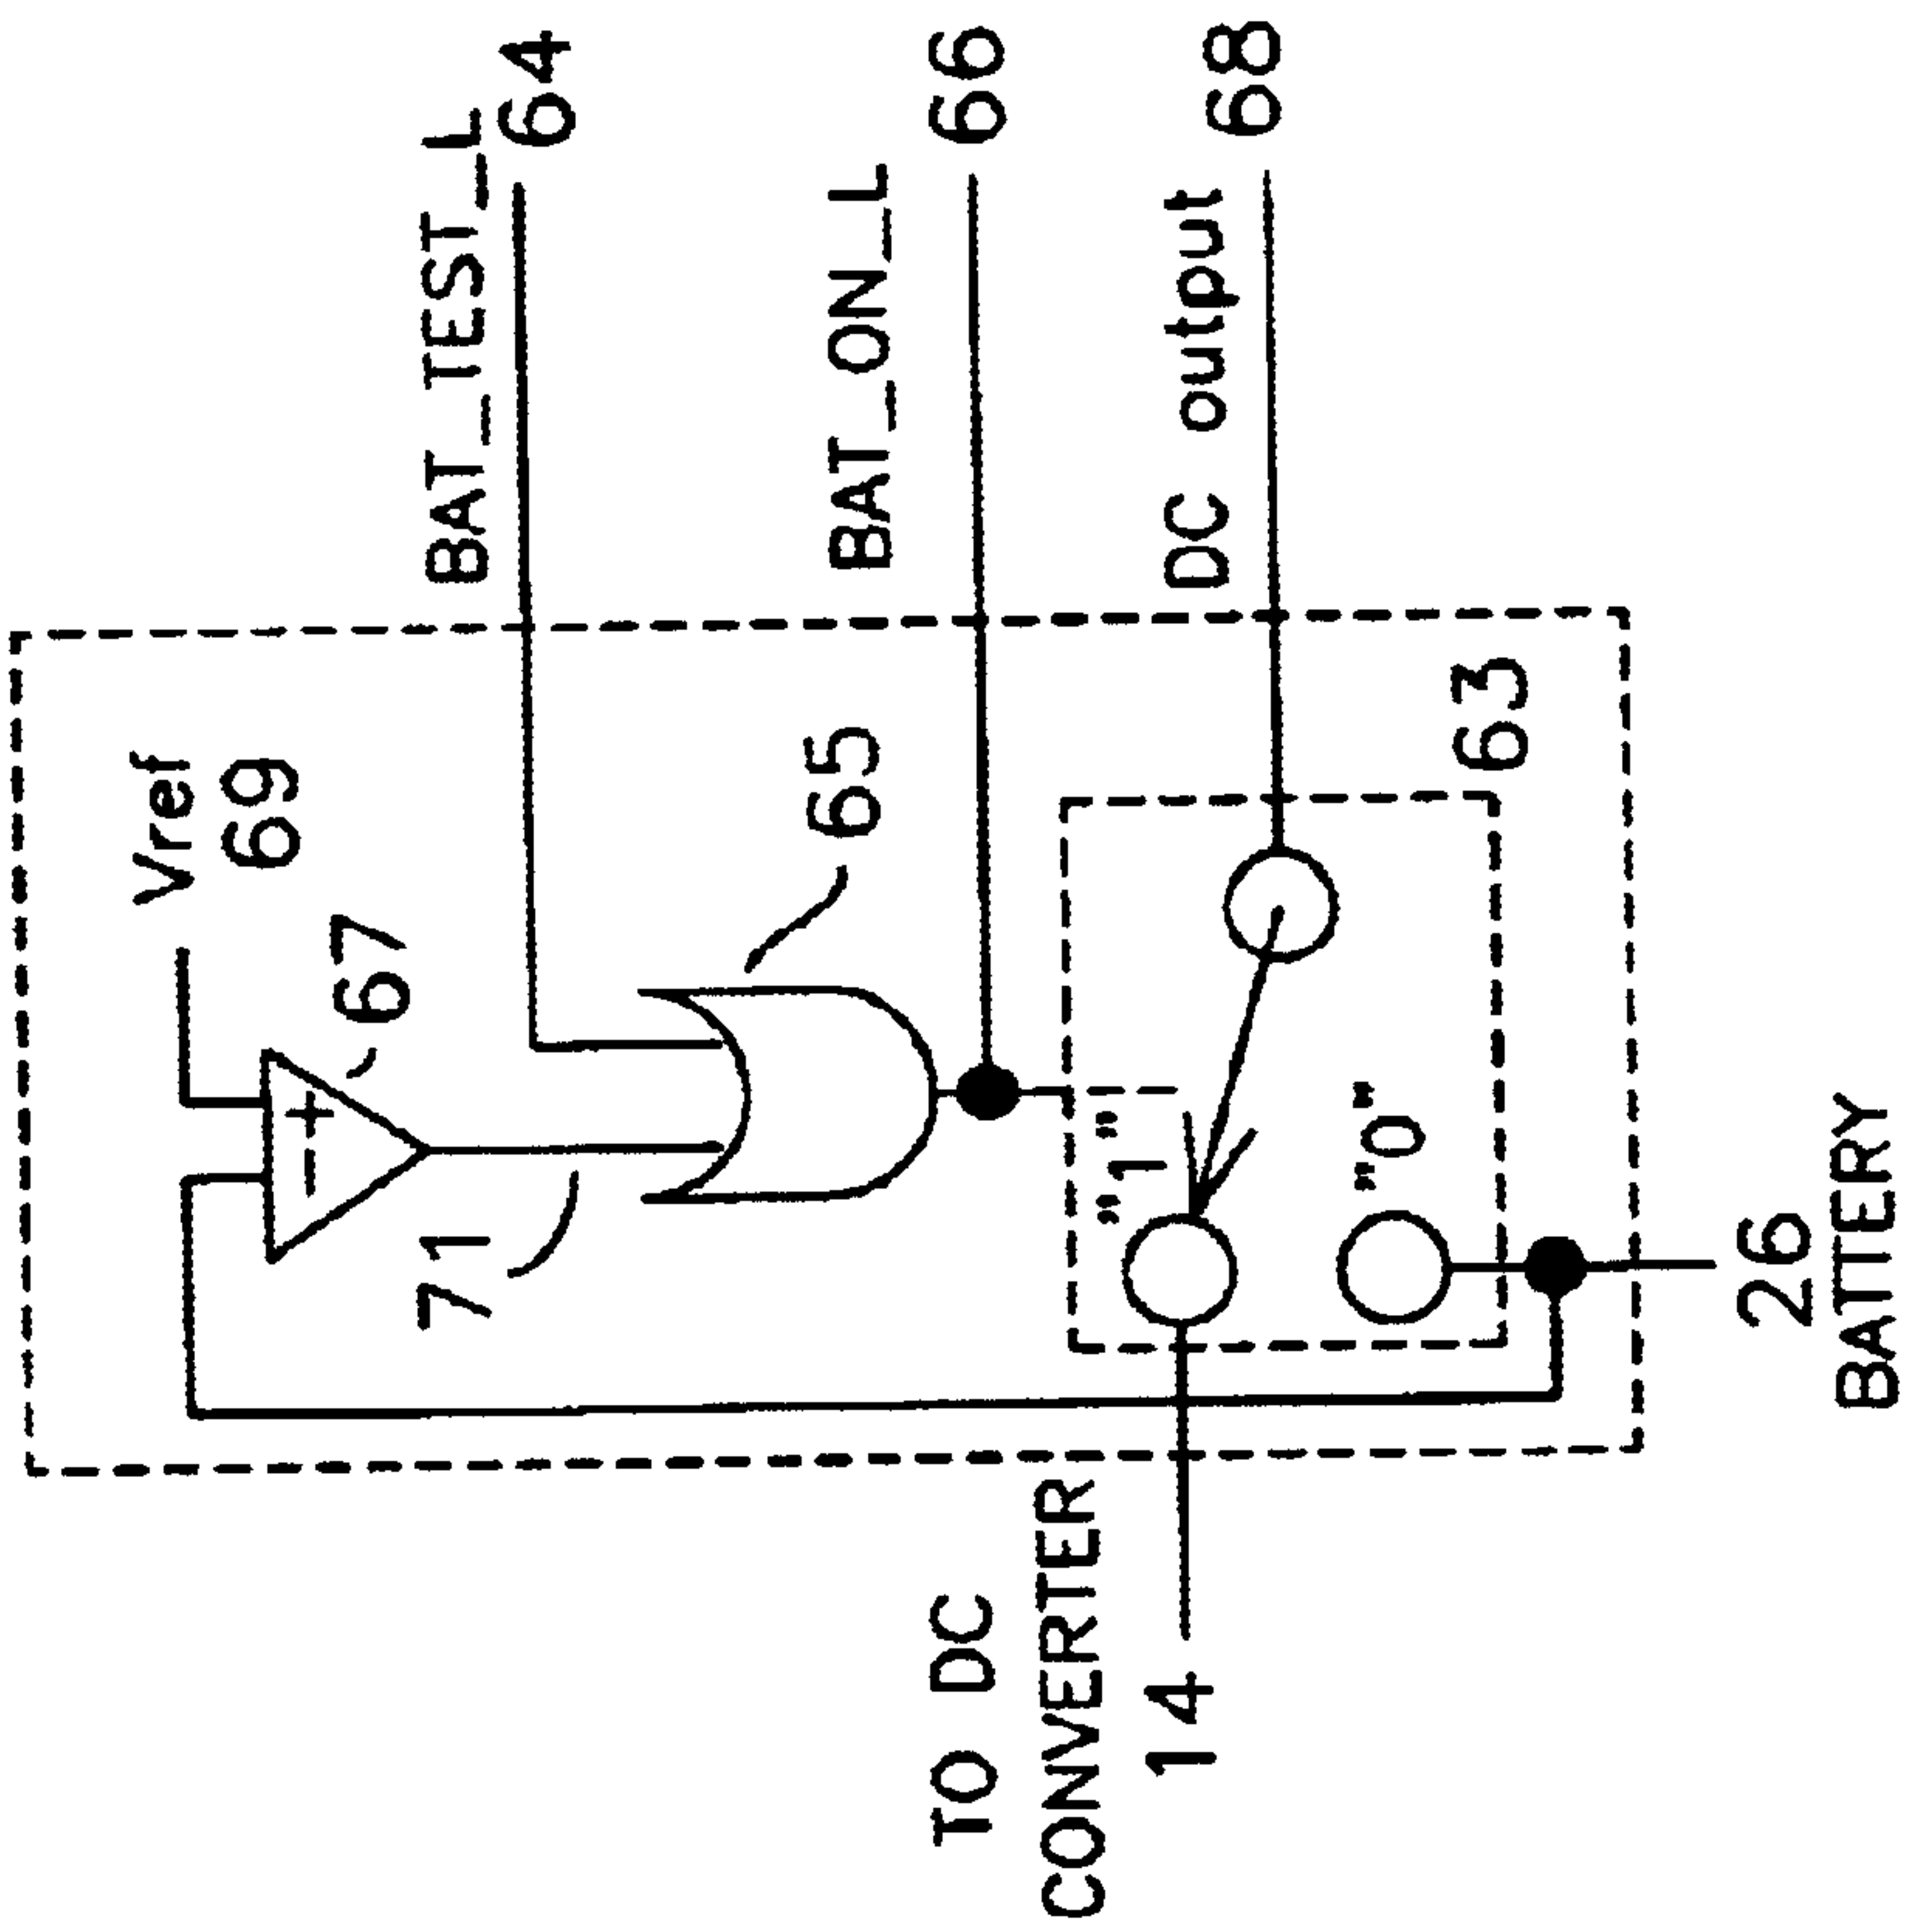 Vref
69
+
−
67
71
65
BAT_TEST_L
64
BAT_ON_L
66
DC output
68
63
"1"
"0"
TO DC
CONVERTER
14
26
BATTERY